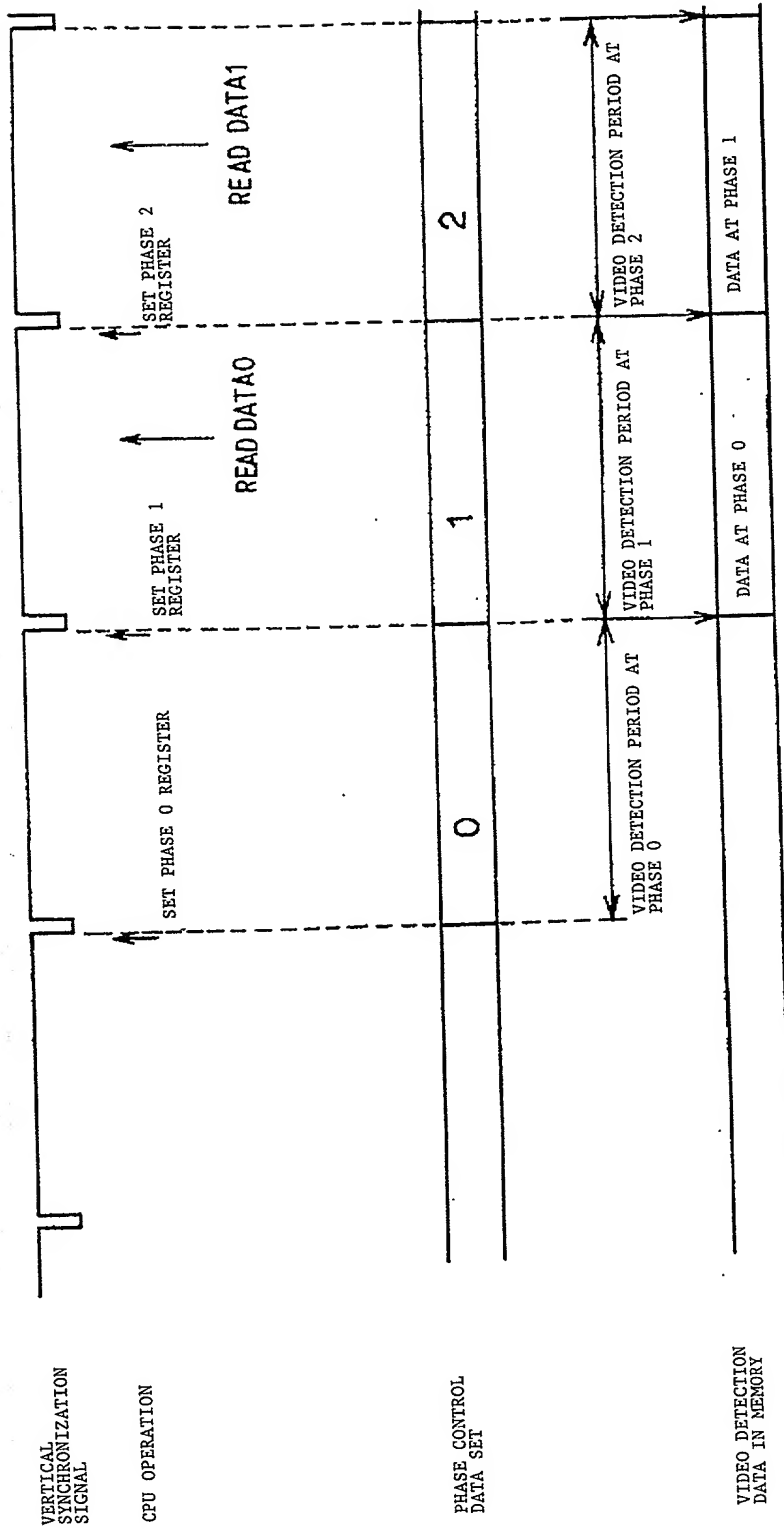 VERTICAL
SYNCHRONIZATION
SIGNAL
CPU OPERATION
SET PHASE 0 REGISTER
SET PHASE 1
REGISTER
READ DATA0
SET PHASE 2
REGISTER
READ DATA1
PHASE CONTROL
DATA SET
0
1
2
VIDEO DETECTION PERIOD AT
PHASE 0
VIDEO DETECTION PERIOD AT
PHASE 1
VIDEO DETECTION PERIOD AT
PHASE 2
VIDEO DETECTION
DATA IN MEMORY
DATA AT PHASE 0
DATA AT PHASE 1